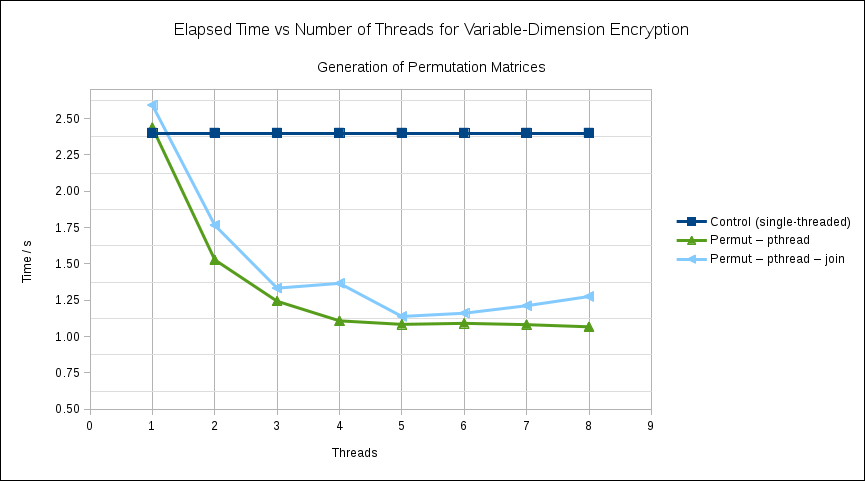 Elapsed Time vs Number of Threads for Variable-Dimension Encryption
Generation of Permutation Matrices
Time / s
2.50
2.25
2.00
1.75
1.50
1.25
1.00
0.75
0.50
0 1 2 3 4 5 6 7 8 9
Threads
Control (single-threaded)
Permut – pthread
Permut – pthread – join